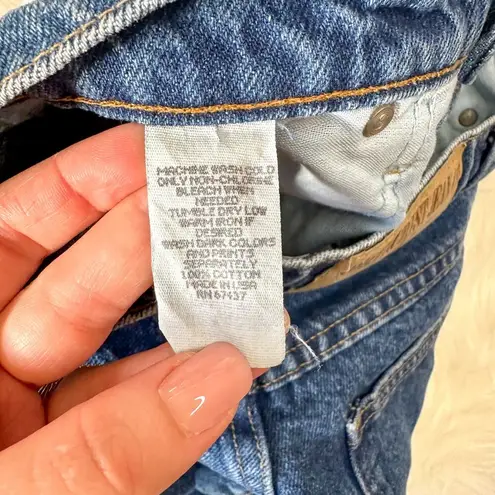 MACHINE WASH COLD
ONLY NON-CHLORINE
BLEACH WHEN
NEEDED
TUMBLE DRY LOW
WARM IRON IF
DESIRED
WASH DARK COLORS
AND PRINTS
SEPARATELY
100% COTTON
MADE IN USA
RN 67437